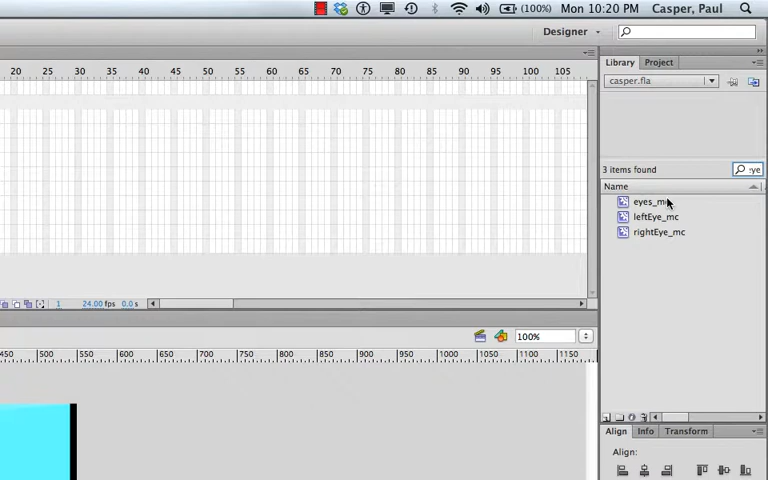 (100%) Mon 10:20 PM Casper, Paul
Designer
20 25 30 35 40 45 50 55 60 65 70 75 80 85 90 95 100 105
Library Project
casper.fla
3 items found
Name
eyes_m
leftEye_mc
rightEye_mc
1 24.00 fps 0.0 s
100%
450 500 550 600 650 700 750 800 850 900 950 1000 1050 1100 1150
Align Info Transform
Align: